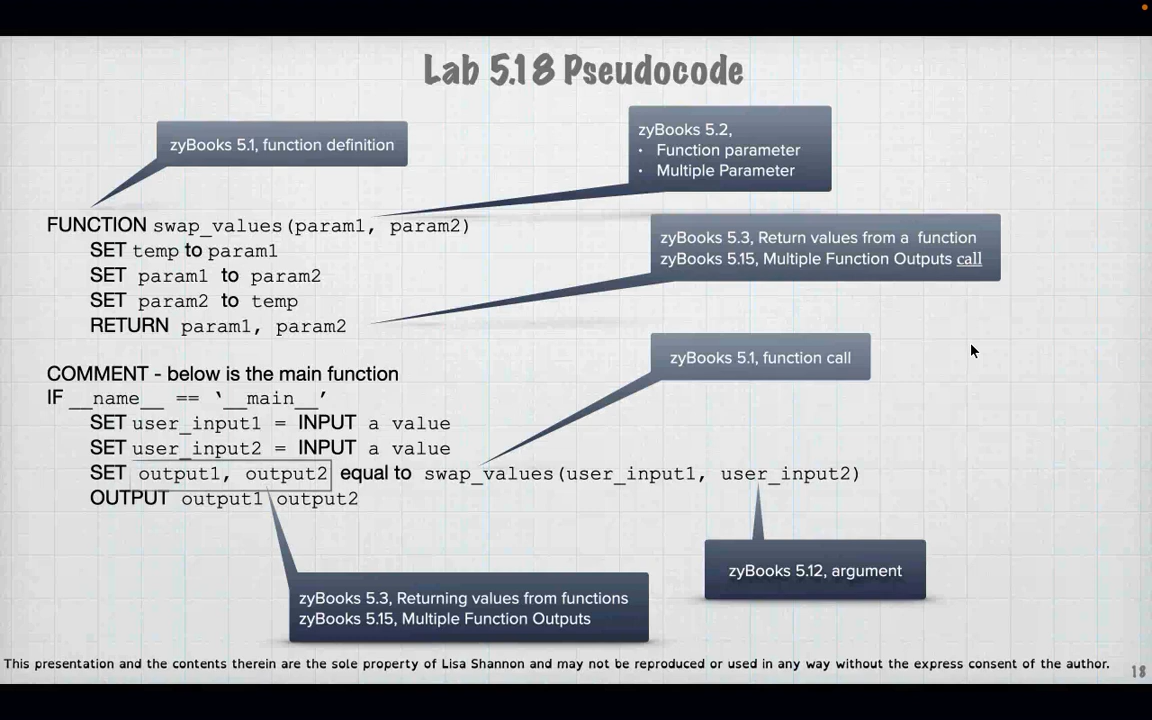 Lab 5.18 Pseudocode
zyBooks 5.1, function definition
zyBooks 5.2,
• Function parameter
• Multiple Parameter
FUNCTION swap_values(param1, param2)
SET temp to param1
SET param1 to param2
SET param2 to temp
RETURN param1, param2
zyBooks 5.3, Return values from a function
zyBooks 5.15, Multiple Function Outputs call
zyBooks 5.1, function call
COMMENT - below is the main function
IF __name__ == ‘__main__’
SET user_input1 = INPUT a value
SET user_input2 = INPUT a value
SET output1, output2 equal to swap_values(user_input1, user_input2)
OUTPUT output1 output2
zyBooks 5.12, argument
zyBooks 5.3, Returning values from functions
zyBooks 5.15, Multiple Function Outputs
This presentation and the contents therein are the sole property of Lisa Shannon and may not be reproduced or used in any way without the express consent of the author.
18